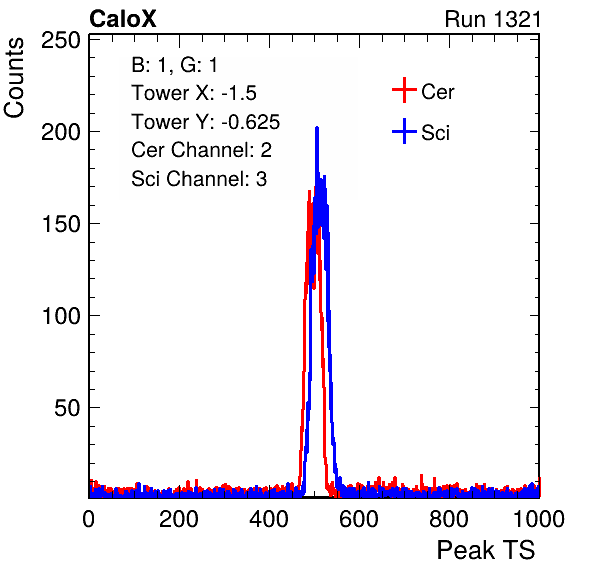 CaloX Run 1321
Counts
B: 1, G: 1
Tower X: -1.5
Tower Y: -0.625
Cer Channel: 2
Sci Channel: 3
Cer
Sci
250
200
150
100
50
0 200 400 600 800 1000
Peak TS